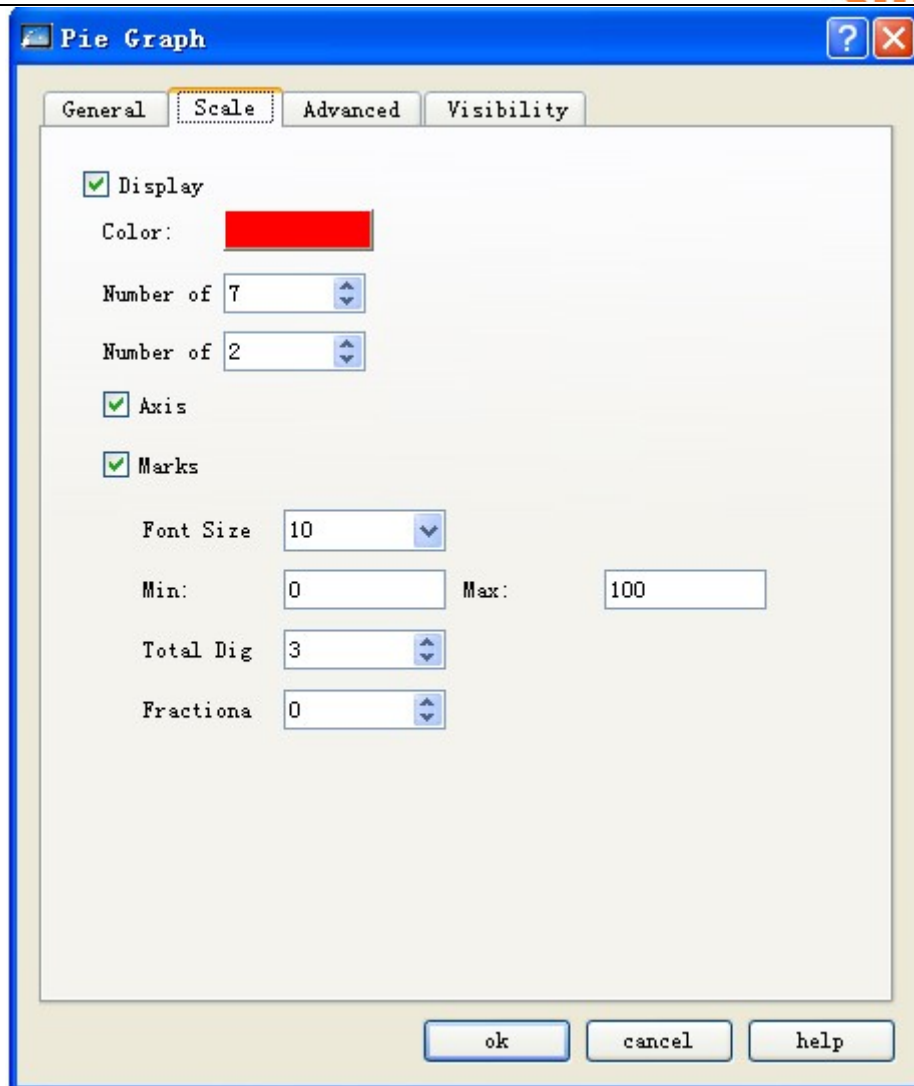 Pie Graph
General Scale Advanced Visibility
Display
Color:
Number of 7
Number of 2
Axis
Marks
Font Size 10
Min: 0 Max: 100
Total Dig 3
Fractiona 0
ok cancel help